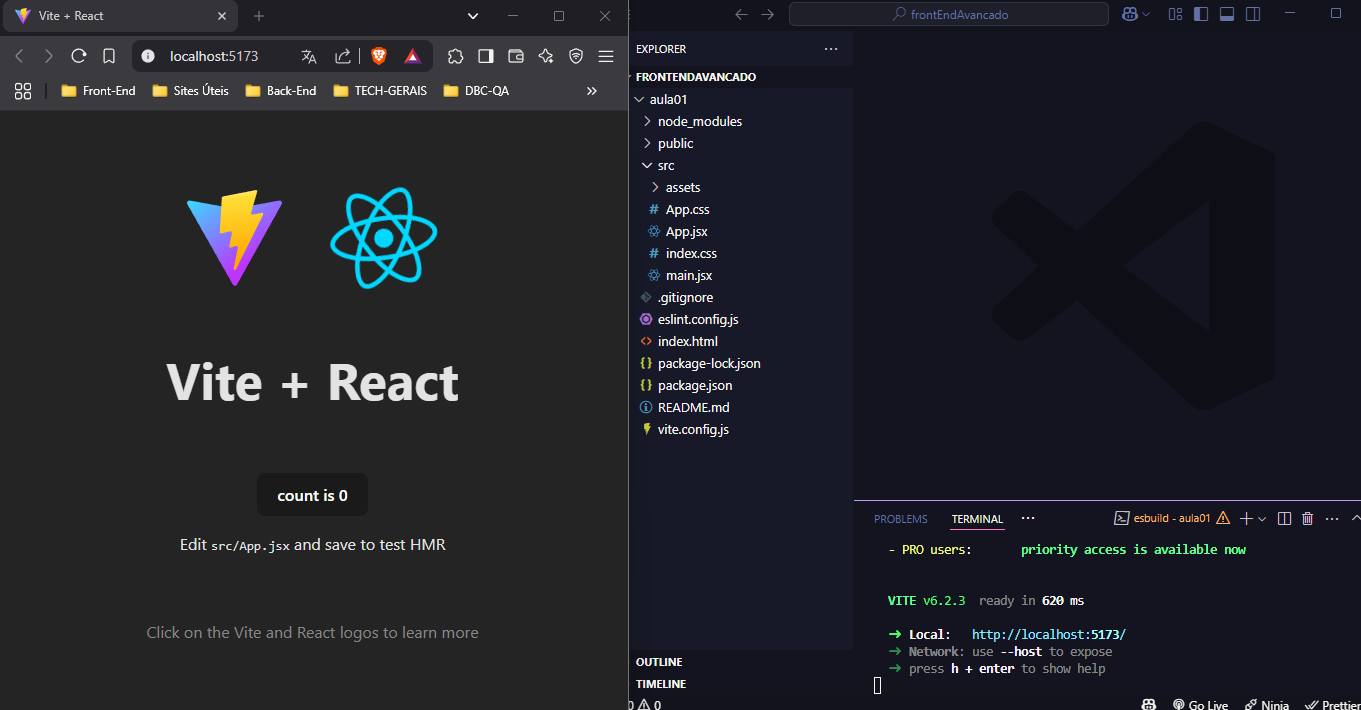 Vite + React
localhost:5173
Front-End
Sites Úteis
Back-End
TECH-GERAIS
DBC-QA
Vite + React
count is 0
Edit src/App.jsx and save to test HMR
Click on the Vite and React logos to learn more
frontEndAvancado
EXPLORER
FRONTENDAVANCADO
aula01
node_modules
public
src
assets
App.css
App.jsx
index.css
main.jsx
.gitignore
eslint.config.js
index.html
package-lock.json
package.json
README.md
vite.config.js
OUTLINE
TIMELINE
PROBLEMS
TERMINAL
esbuild - aula01
- PRO users: priority access is available now
VITE v6.2.3 ready in 620 ms
➜ Local: http://localhost:5173/
➜ Network: use --host to expose
➜ press h + enter to show help
0 0
Go Live
Ninja
Prettier